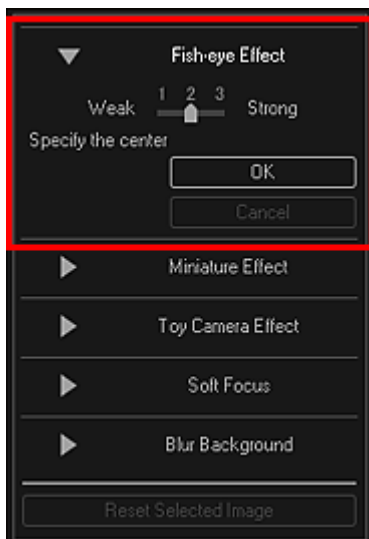 Fish-eye Effect
1 2 3
Weak Strong
Specify the center
OK
Cancel
Miniature Effect
Toy Camera Effect
Soft Focus
Blur Background
Reset Selected Image